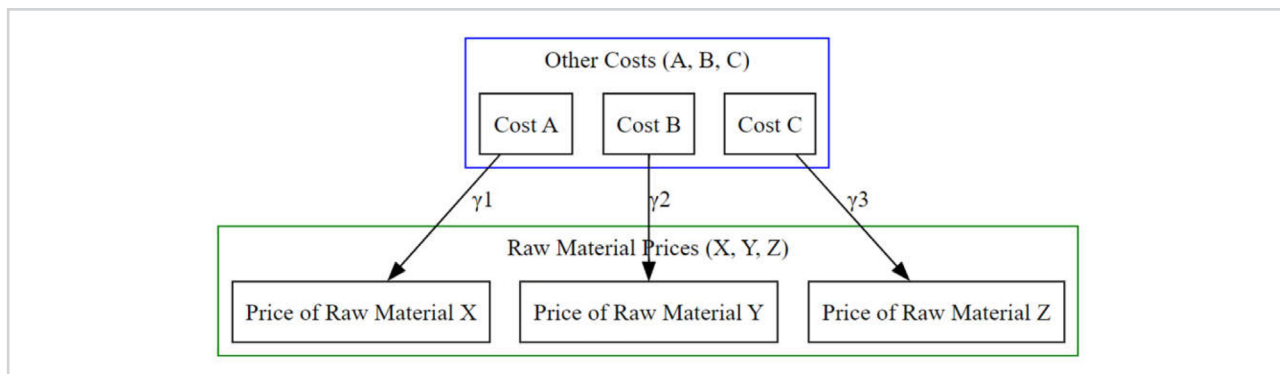 Other Costs (A, B, C)
Cost A
Cost B
Cost C
γ1
γ2
γ3
Raw Material Prices (X, Y, Z)
Price of Raw Material X
Price of Raw Material Y
Price of Raw Material Z